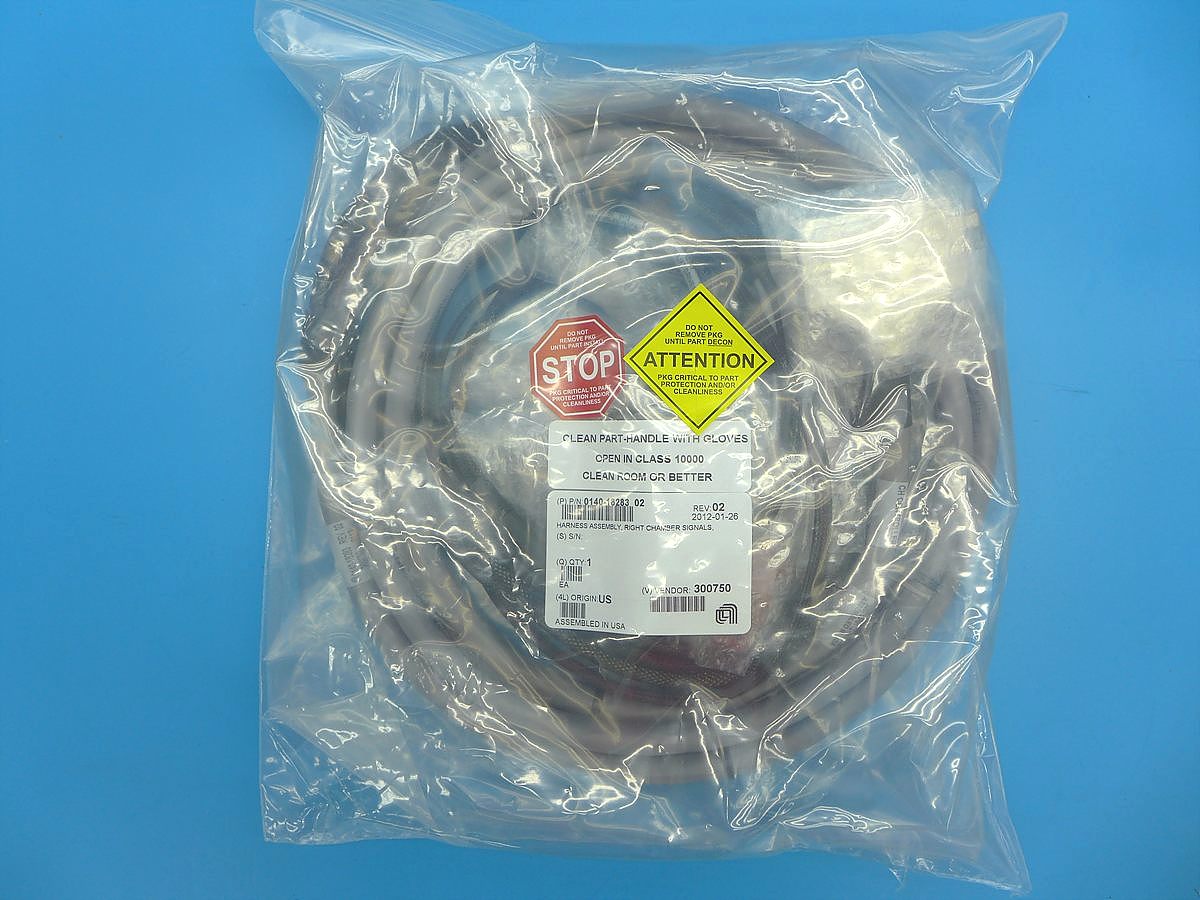 DO NOT
REMOVE PKG
UNTIL PART
STOP
PKG CRITICAL TO PART
PROTECTION AND/OR
CLEANLINESS
DO NOT
REMOVE PKG
UNTIL PART DECON
ATTENTION
PKG CRITICAL TO PART
PROTECTION AND/OR
CLEANLINESS
CLEAN PART-HANDLE WITH GLOVES
OPEN IN CLASS 10000
CLEAN ROOM OR BETTER
(P) P/N: 0140-16283_02
REV: 02
2012-01-26
HARNESS ASSEMBLY, RIGHT CHAMBER SIGNALS,
(S) S/N:
(Q) QTY: 1
EA
(V) VENDOR: 300750
(4L) ORIGIN: US
ASSEMBLED IN USA